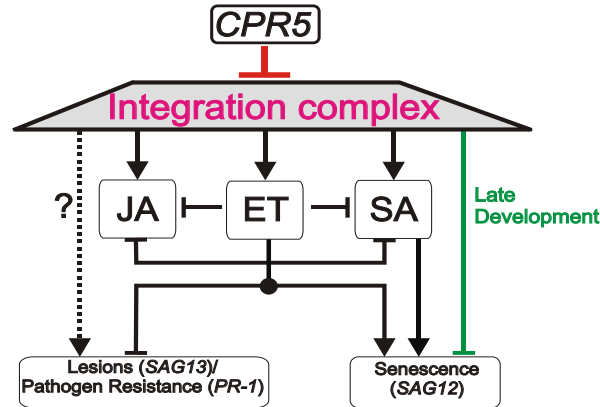 CPR5
Integration complex
?
JA
ET
SA
Late
Development
Lesions (SAG13)/
Pathogen Resistance (PR-1)
Senescence
(SAG12)